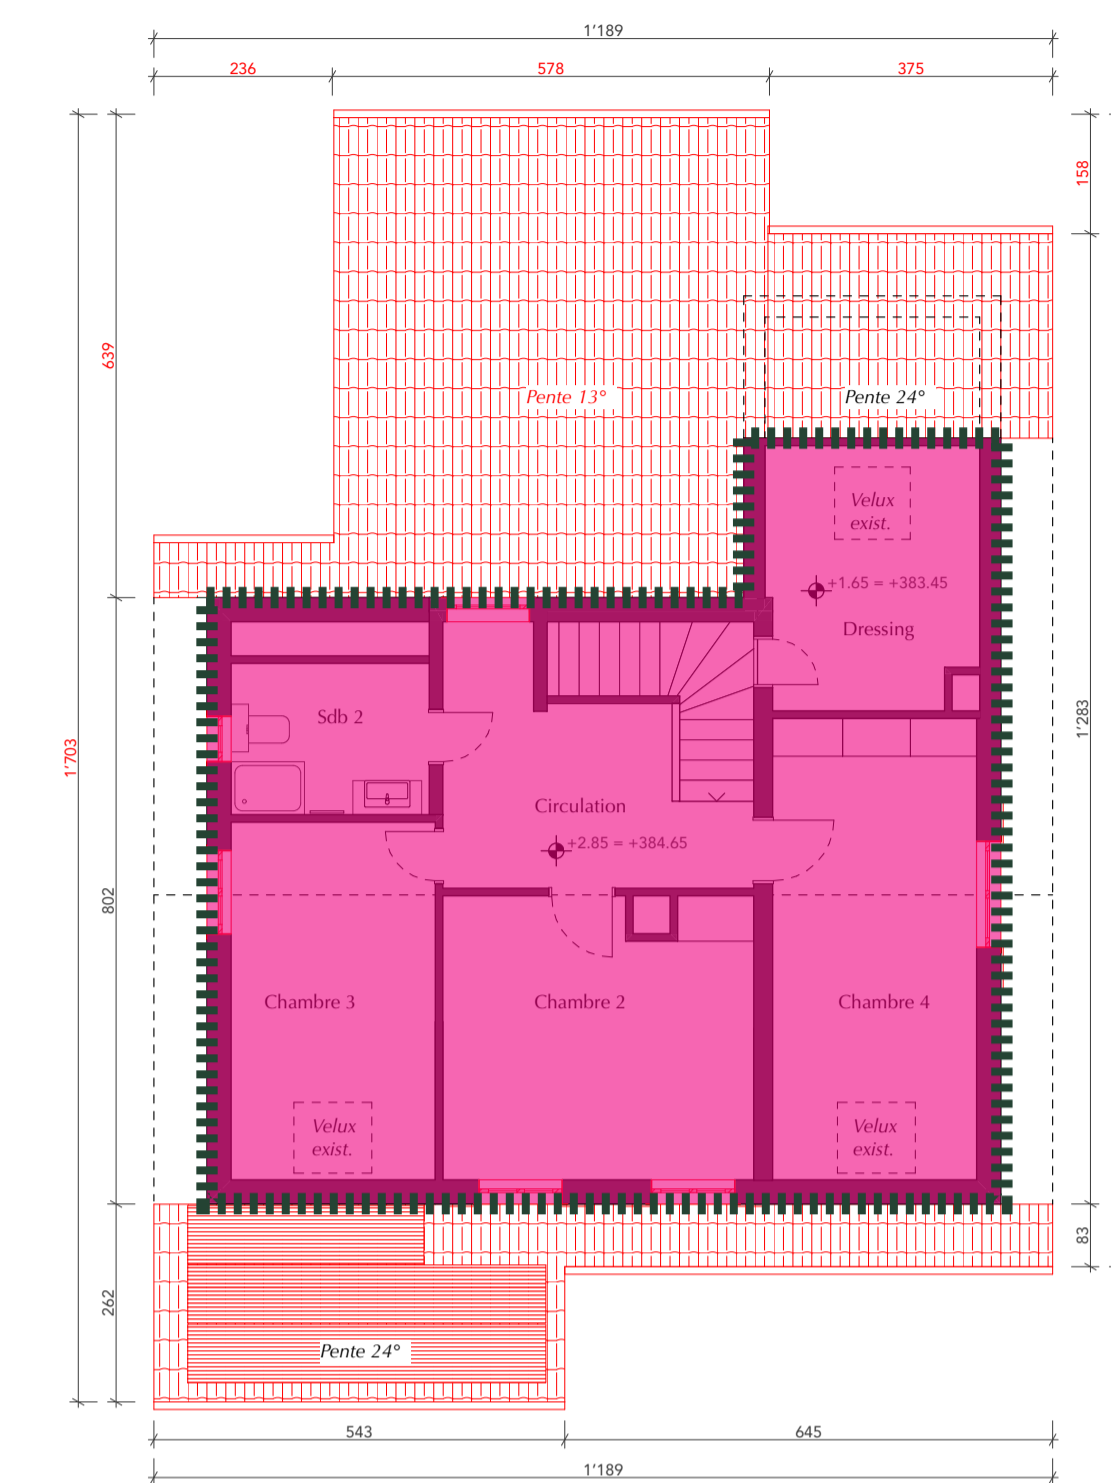 1’189
236
578
375
158
639
Pente 13°
Pente 24°
Velux
exist.
+1.65 = +383.45
Dressing
Sdb 2
1’283
1’703
Circulation
+2.85 = +384.65
802
Chambre 3
Chambre 2
Chambre 4
Velux
exist.
Velux
exist.
83
262
Pente 24°
543
645
1’189